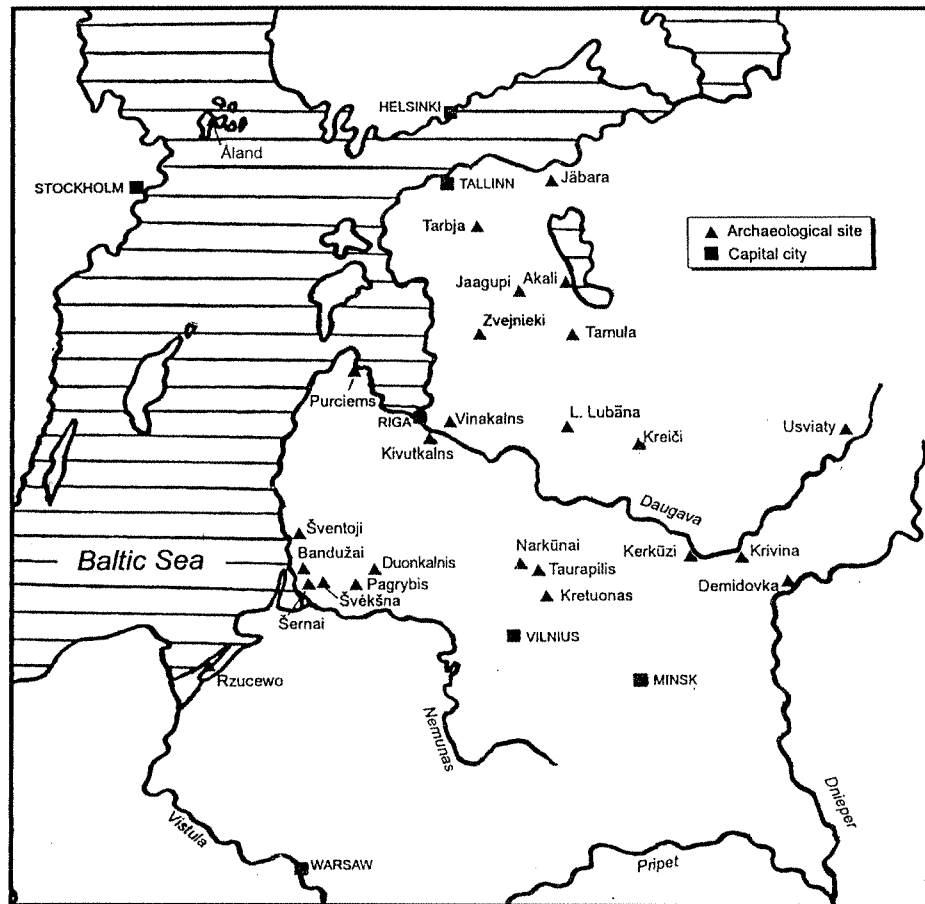 HELSINKI
Åland
STOCKHOLM
TALLINN
Jäbara
Tarbja
Archaeological site
Capital city
Jaagupi
Akali
Zvejnieki
Tamula
Purciems
RIGA
Vinakalns
L. Lubāna
Usviaty
Kivutkalns
Kreiči
Daugava
Šventoji
Baltic Sea
Bandužai
Duonkalnis
Narkūnai
Kerkūzi
Krivina
Taurapilis
Pagrybis
Demidovka
Švėkšna
Kretuonas
Šernai
VILNIUS
Rzucewo
MINSK
Nemunas
Dnieper
Vistula
WARSAW
Pripet